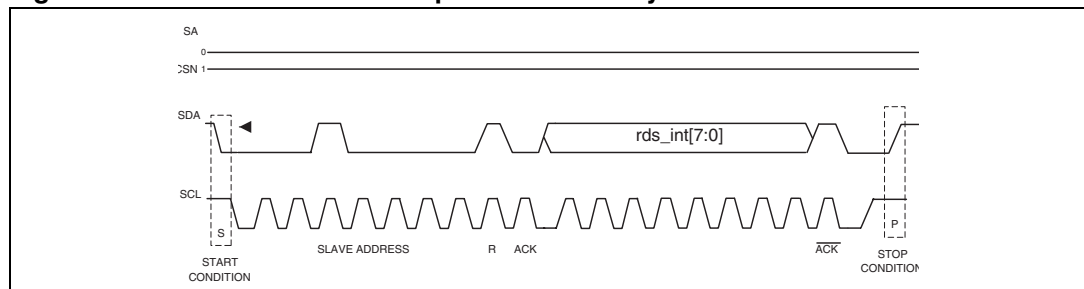 SA
0
CSN 1
SDA
rds_int[7:0]
SCL
S
P
SLAVE ADDRESS
R
ACK
ACK
START
CONDITION
STOP
CONDITION